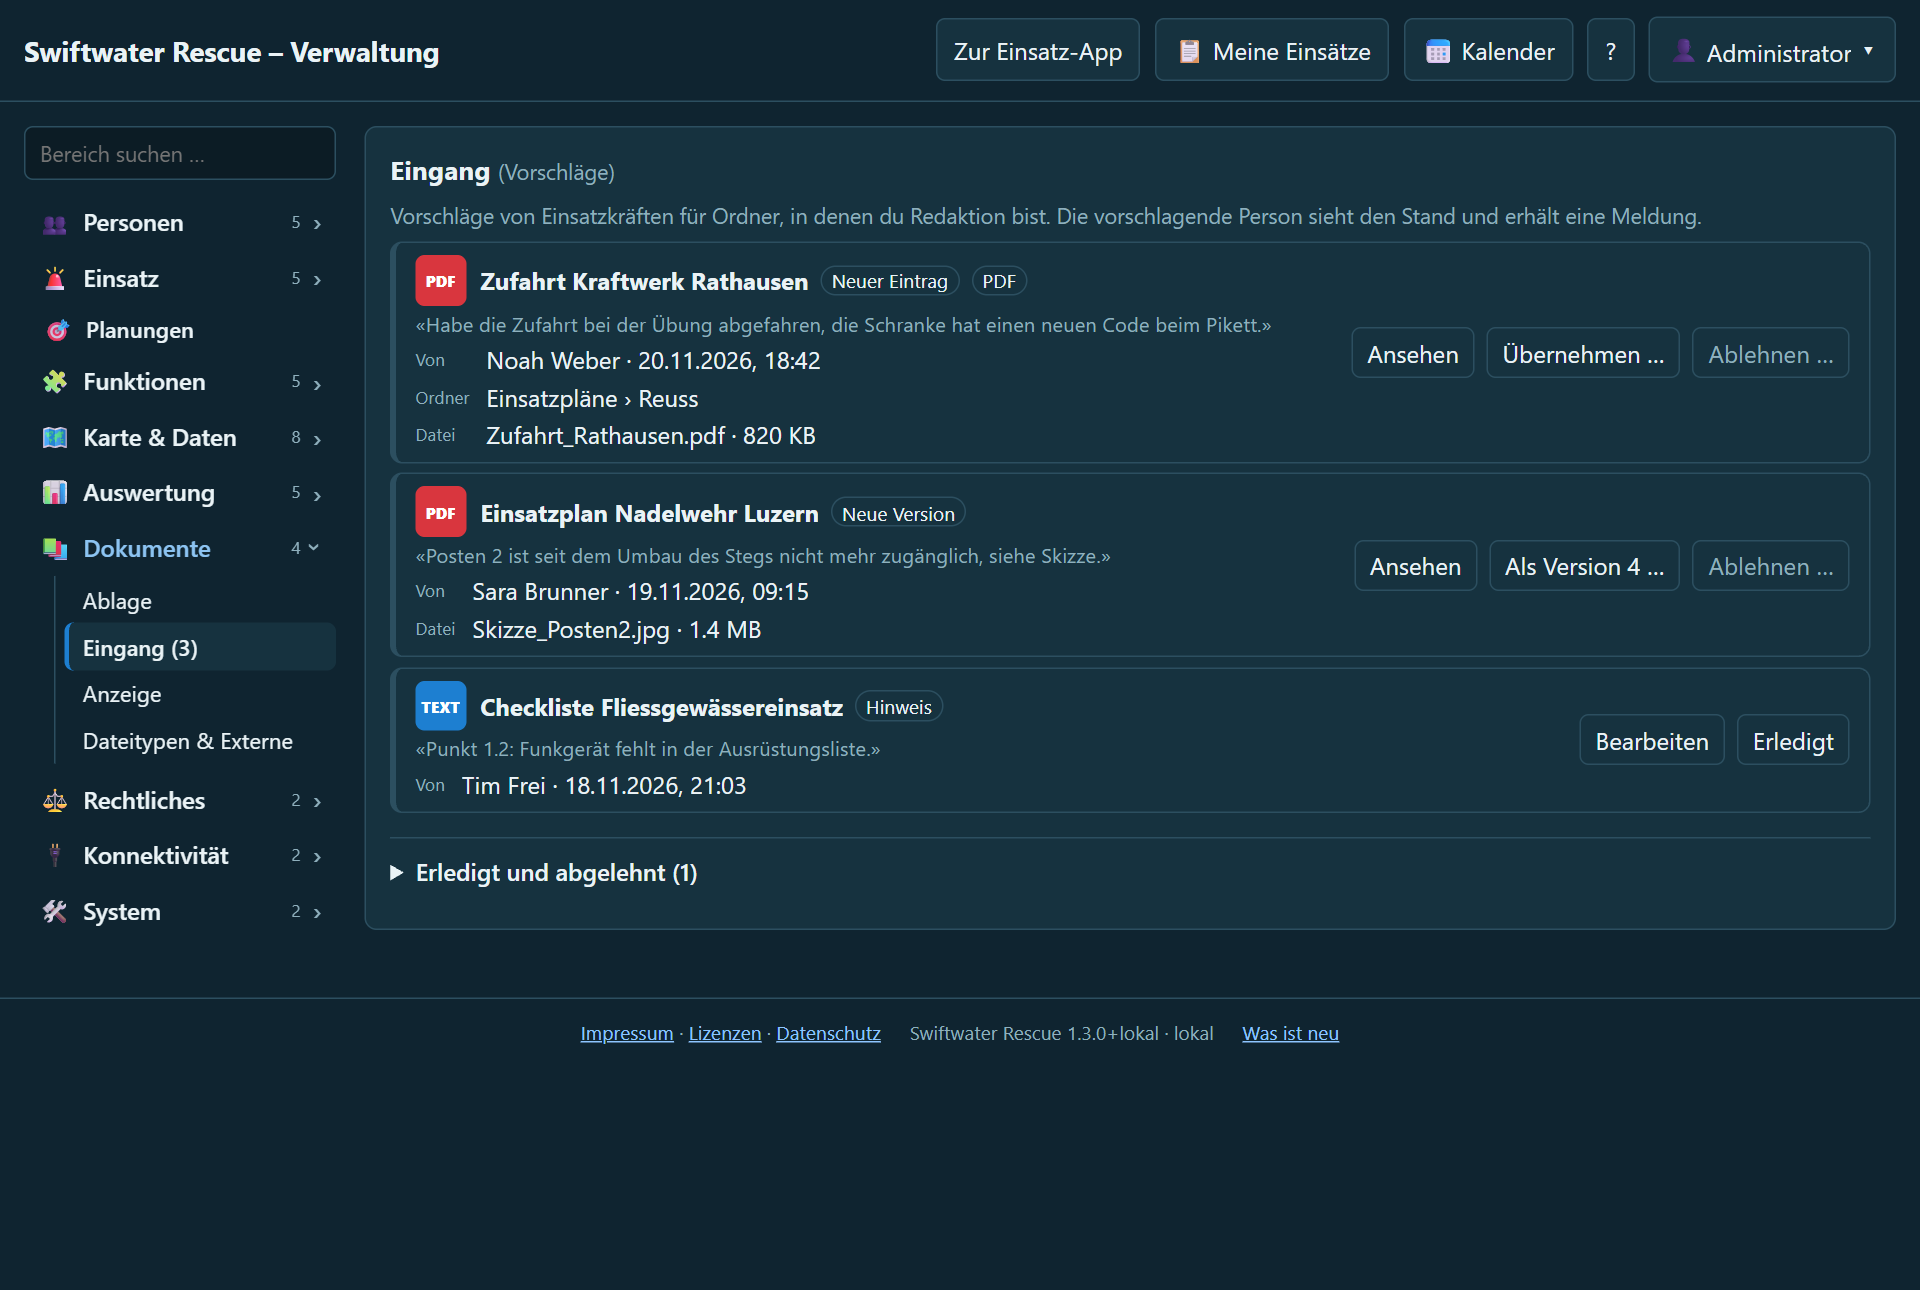 Swiftwater Rescue – Verwaltung
Zur Einsatz-App
Meine Einsätze
Kalender
?
Administrator
Bereich suchen ...
Personen 5
Einsatz 5
Planungen
Funktionen 5
Karte & Daten 8
Auswertung 5
Dokumente 4
Ablage
Eingang (3)
Anzeige
Dateitypen & Externe
Rechtliches 2
Konnektivität 2
System 2
Eingang (Vorschläge)
Vorschläge von Einsatzkräften für Ordner, in denen du Redaktion bist. Die vorschlagende Person sieht den Stand und erhält eine Meldung.
PDF Zufahrt Kraftwerk Rathausen Neuer Eintrag PDF
«Habe die Zufahrt bei der Übung abgefahren, die Schranke hat einen neuen Code beim Pikett.»
Von Noah Weber · 20.11.2026, 18:42
Ordner Einsatzpläne › Reuss
Datei Zufahrt_Rathausen.pdf · 820 KB
Ansehen
Übernehmen ...
Ablehnen ...
PDF Einsatzplan Nadelwehr Luzern Neue Version
«Posten 2 ist seit dem Umbau des Stegs nicht mehr zugänglich, siehe Skizze.»
Von Sara Brunner · 19.11.2026, 09:15
Datei Skizze_Posten2.jpg · 1.4 MB
Ansehen
Als Version 4 ...
Ablehnen ...
TEXT Checkliste Fliessgewässereinsatz Hinweis
«Punkt 1.2: Funkgerät fehlt in der Ausrüstungsliste.»
Von Tim Frei · 18.11.2026, 21:03
Bearbeiten
Erledigt
Erledigt und abgelehnt (1)
Impressum · Lizenzen · Datenschutz Swiftwater Rescue 1.3.0+lokal · lokal Was ist neu